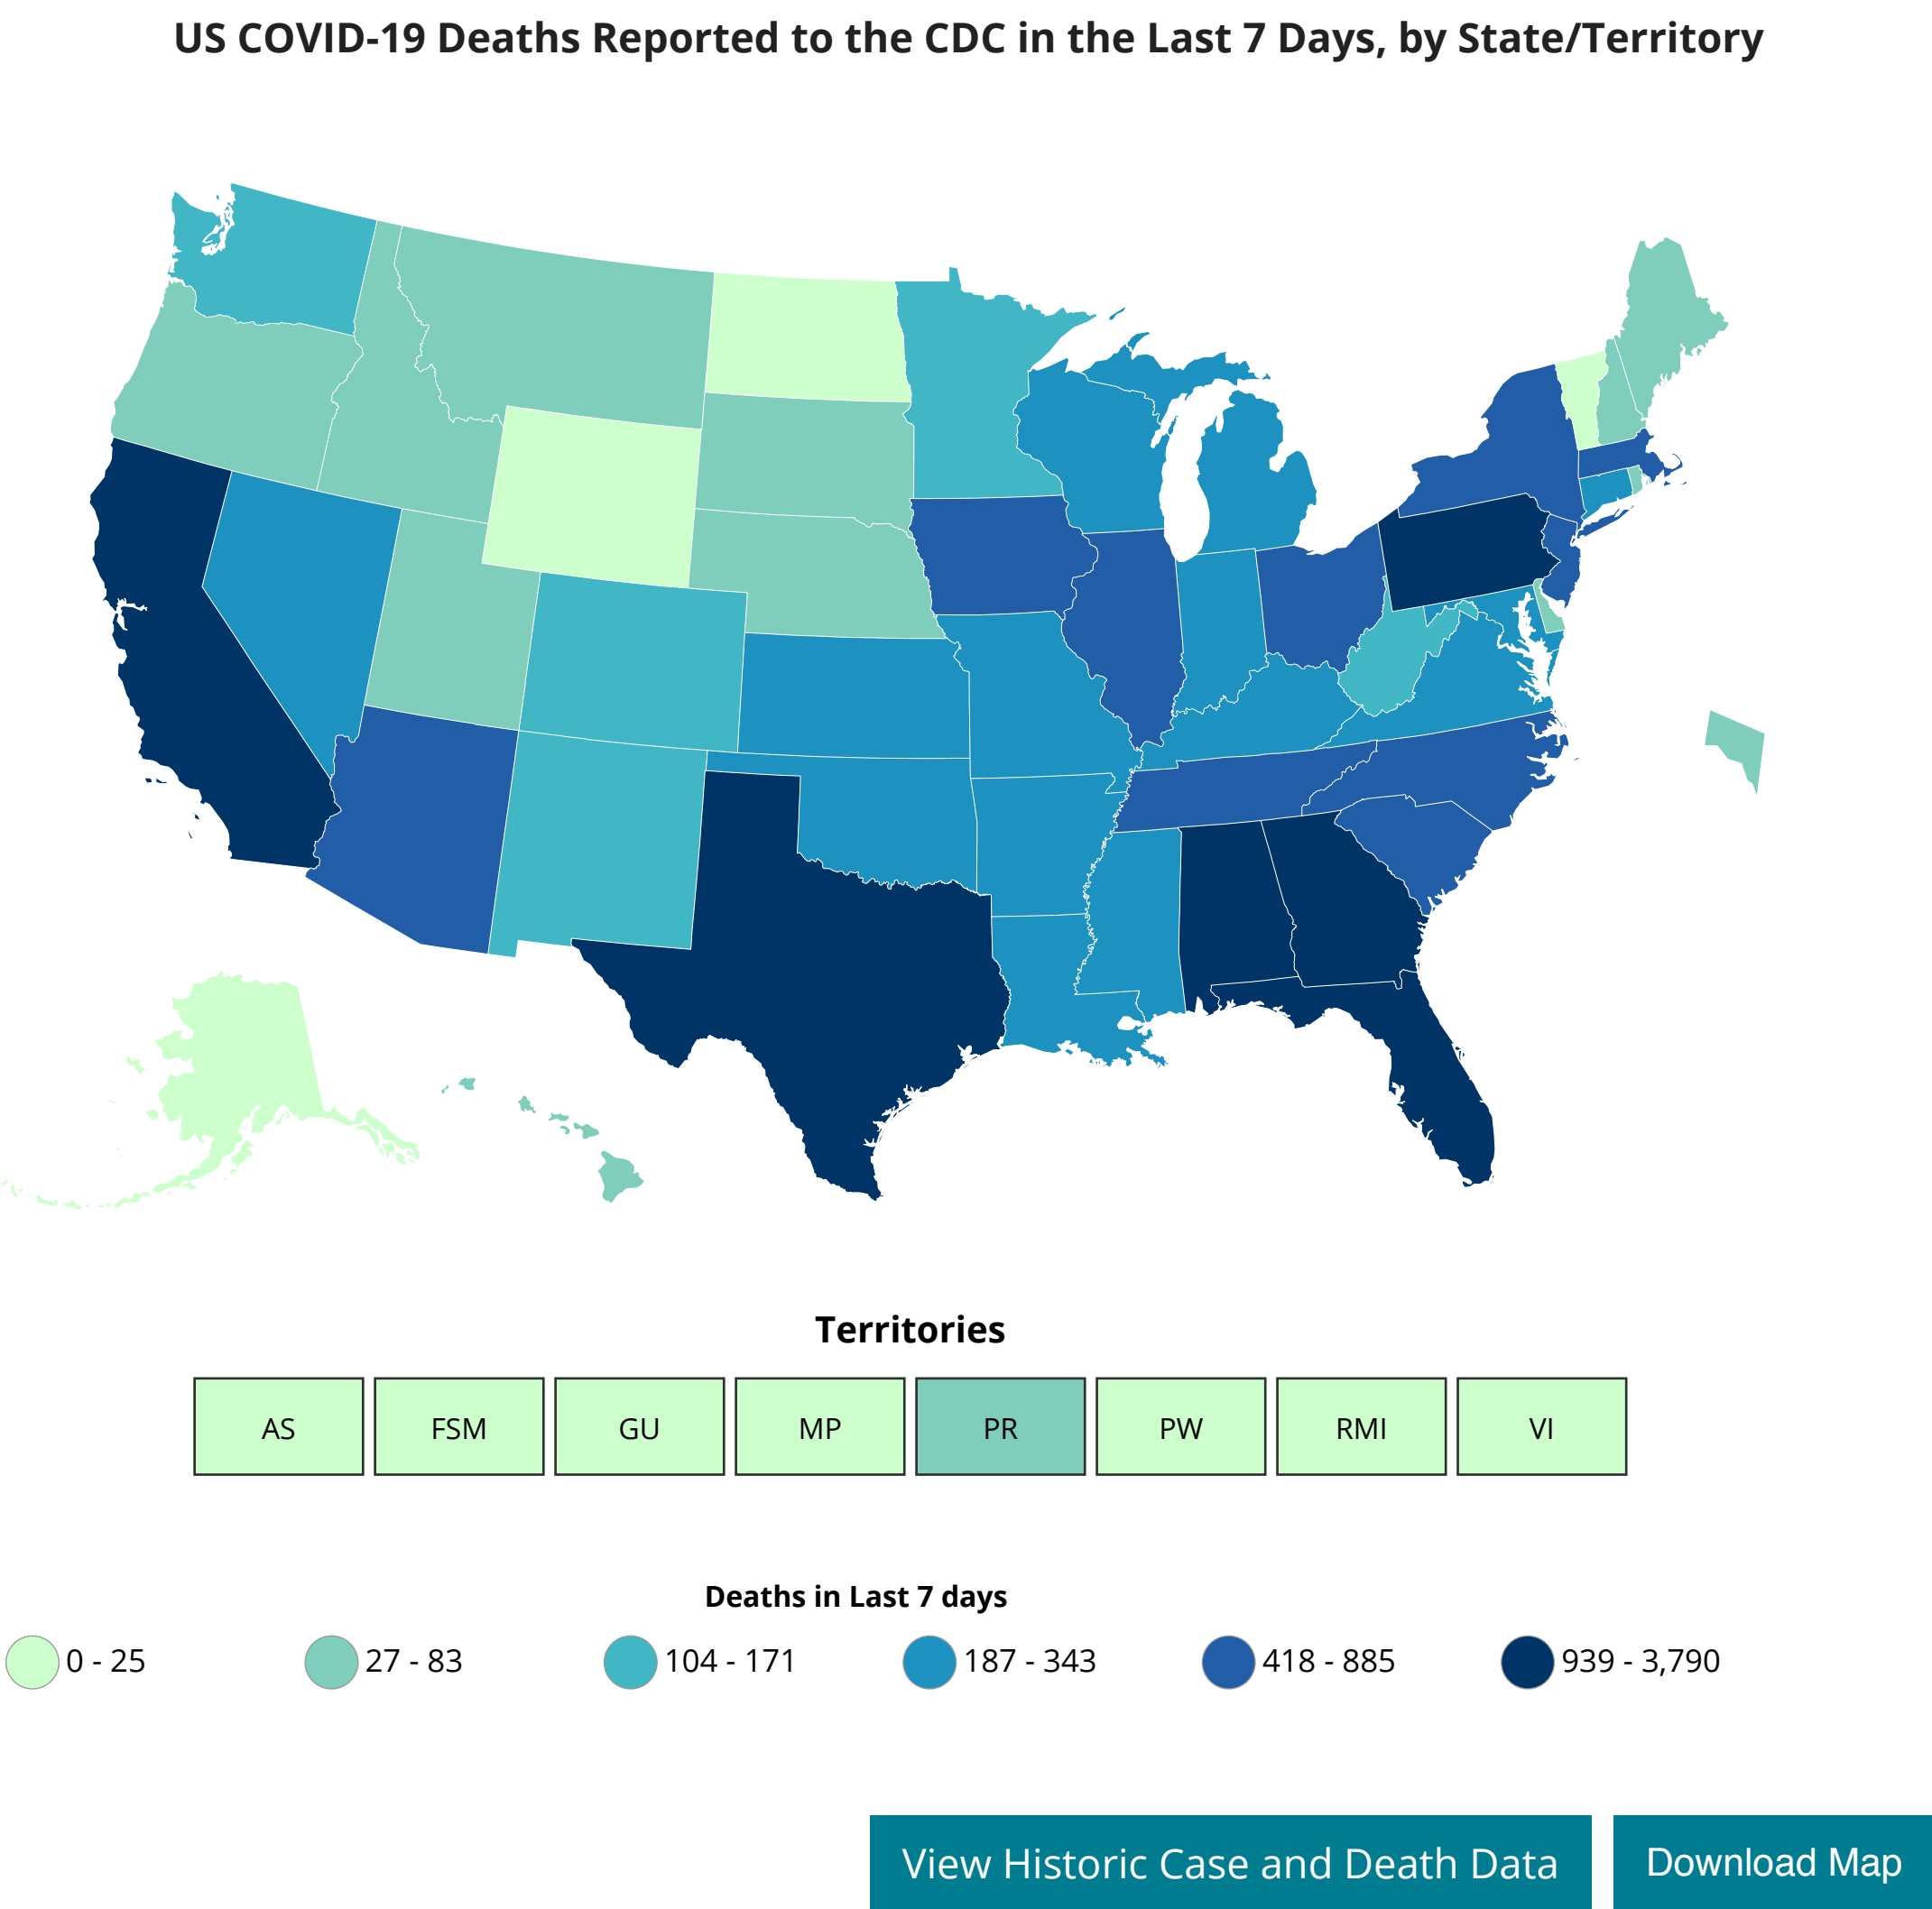 US COVID-19 Deaths Reported to the CDC in the Last 7 Days, by State/Territory
Territories
AS FSM GU MP PR PW RMI VI
Deaths in Last 7 days
0 - 25 27 - 83 104 - 171 187 - 343 418 - 885 939 - 3,790
View Historic Case and Death Data Download Map